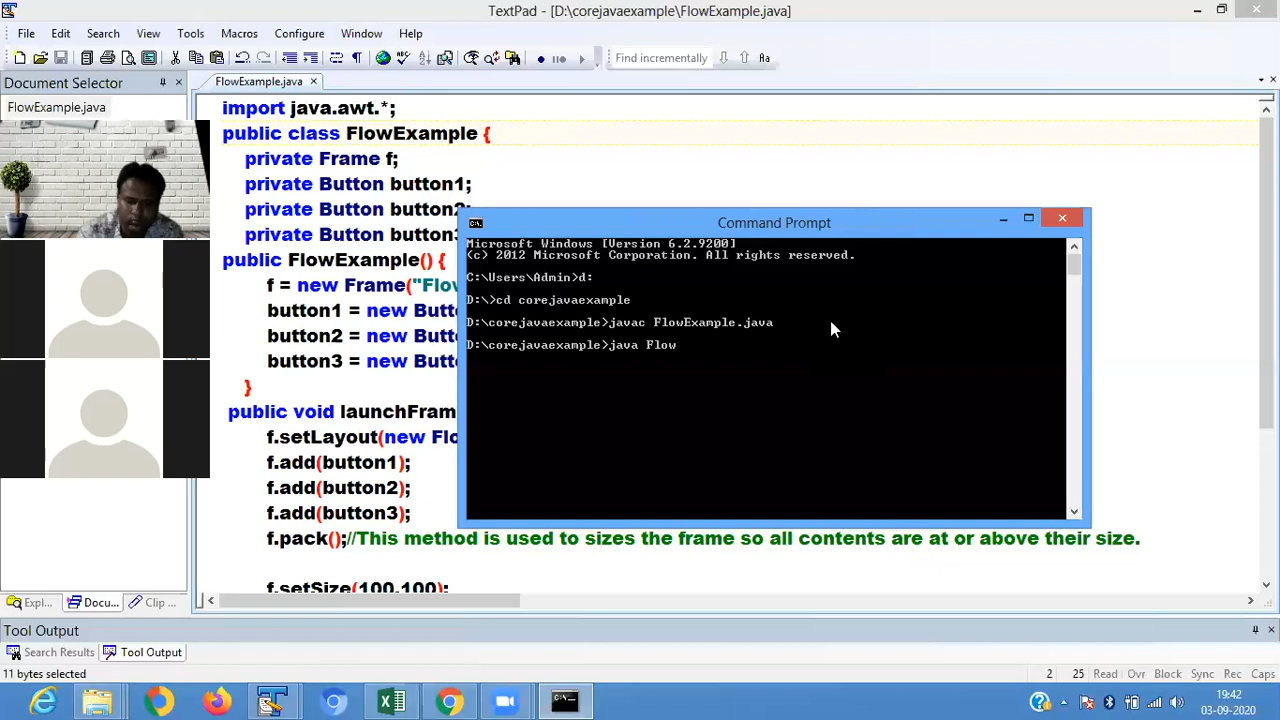 TextPad - [D:\corejavaexample\FlowExample.java]
File Edit Search View Tools Macros Configure Window Help
Find incrementally
Document Selector
FlowExample.java
FlowExample.java
import java.awt.*;
public class FlowExample {
private Frame f;
private Button button1;
private Button button2;
private Button button3
public FlowExample() {
f = new Frame("Flo
button1 = new Butt
button2 = new Butt
button3 = new Butt
}
public void launchFram
f.setLayout(new Flo
f.add(button1);
f.add(button2);
f.add(button3);
f.pack();//This method is used to sizes the frame so all contents are at or above their size.
f.setSize(100,100);
Command Prompt
Microsoft Windows [Version 6.2.9200]
(c) 2012 Microsoft Corporation. All rights reserved.
C:\Users\Admin>d:
D:\>cd corejavaexample
D:\corejavaexample>javac FlowExample.java
D:\corejavaexample>java Flow
Expl... Docu... Clip ...
Tool Output
Search Results Tool Output
11 bytes selected
2 25 Read Ovr Block Sync Rec Caps
19:42
03-09-2020